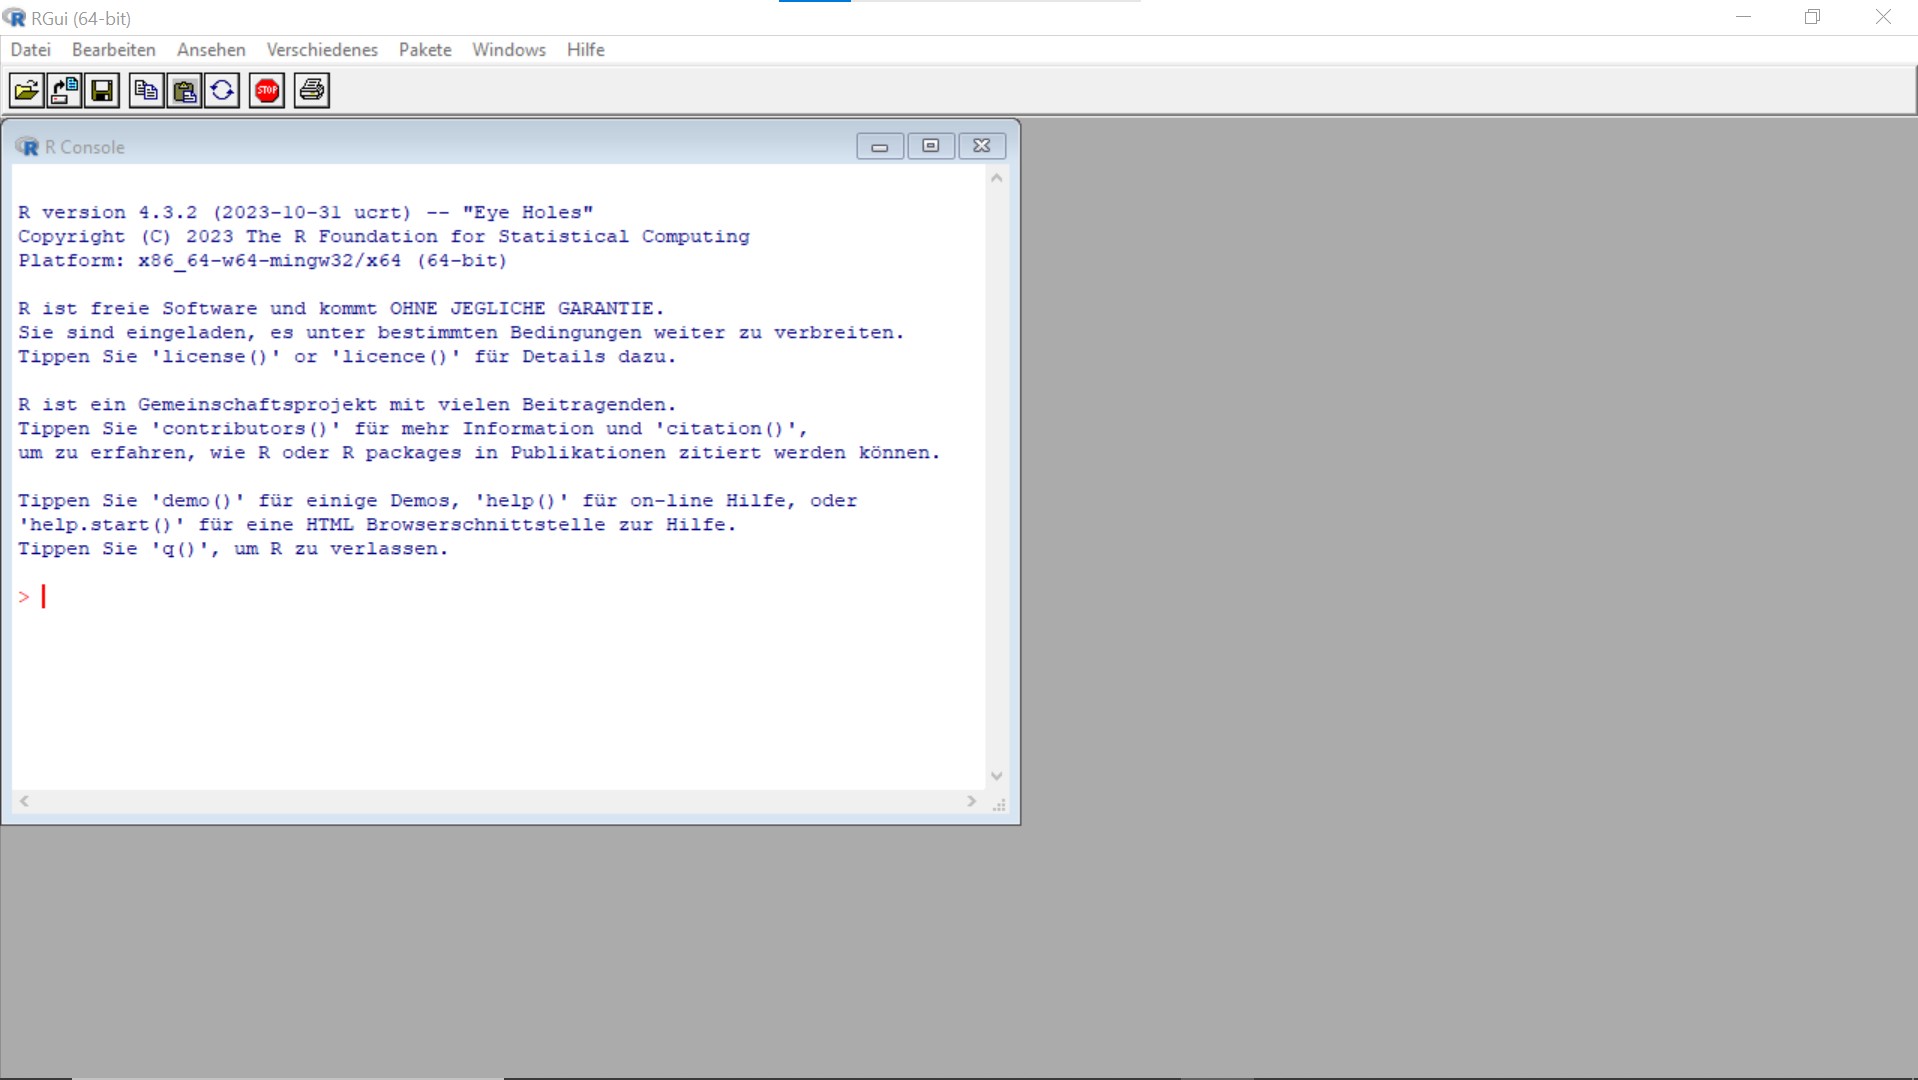 RGui (64-bit)
Datei Bearbeiten Ansehen Verschiedenes Pakete Windows Hilfe
STOP
R Console
R version 4.3.2 (2023-10-31 ucrt) -- "Eye Holes"
Copyright (C) 2023 The R Foundation for Statistical Computing
Platform: x86_64-w64-mingw32/x64 (64-bit)
R ist freie Software und kommt OHNE JEGLICHE GARANTIE.
Sie sind eingeladen, es unter bestimmten Bedingungen weiter zu verbreiten.
Tippen Sie 'license()' or 'licence()' für Details dazu.
R ist ein Gemeinschaftsprojekt mit vielen Beitragenden.
Tippen Sie 'contributors()' für mehr Information und 'citation()',
um zu erfahren, wie R oder R packages in Publikationen zitiert werden können.
Tippen Sie 'demo()' für einige Demos, 'help()' für on-line Hilfe, oder
'help.start()' für eine HTML Browserschnittstelle zur Hilfe.
Tippen Sie 'q()', um R zu verlassen.
>